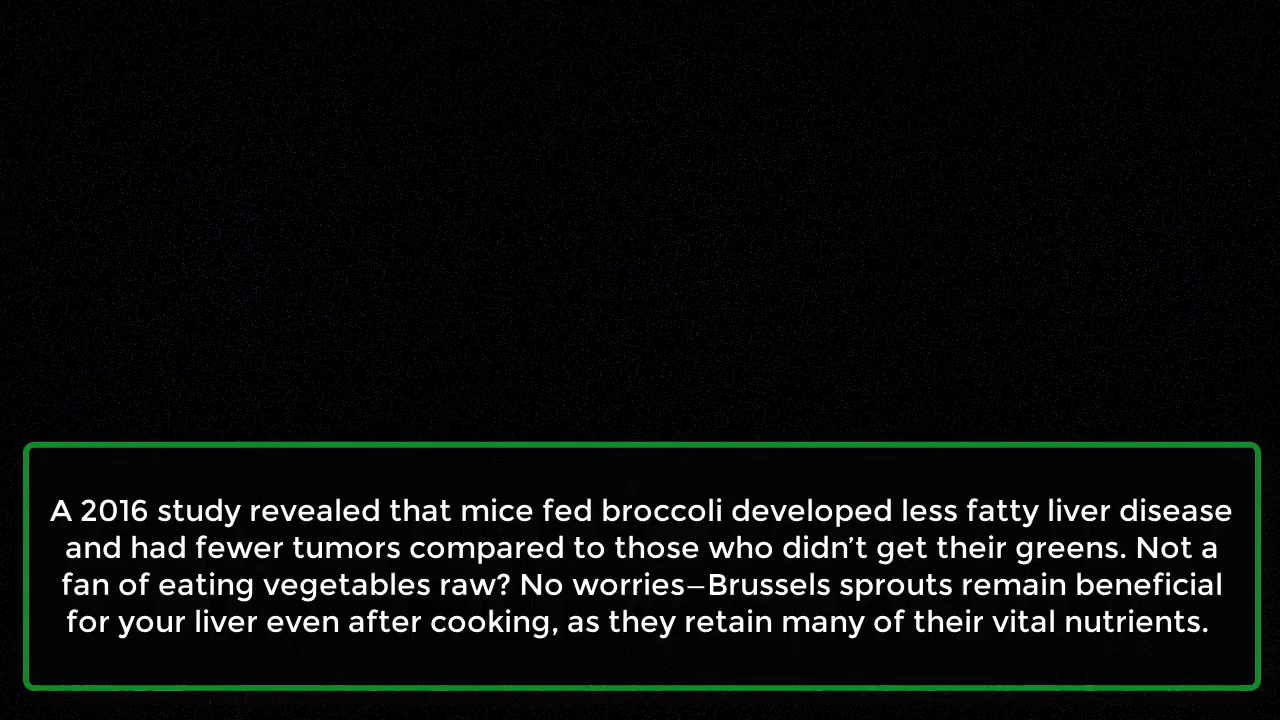 A 2016 study revealed that mice fed broccoli developed less fatty liver disease
and had fewer tumors compared to those who didn’t get their greens. Not a
fan of eating vegetables raw? No worries—Brussels sprouts remain beneficial
for your liver even after cooking, as they retain many of their vital nutrients.